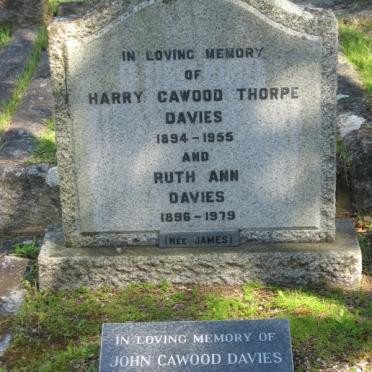 IN LOVING MEMORY
OF
HARRY CAWOOD THORPE
DAVIES
1894-1955
AND
RUTH ANN
DAVIES
1896-1979
(NEE JAMES)
IN LOVING MEMORY OF
JOHN CAWOOD DAVIES